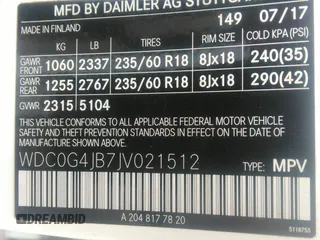 MFD BY DAIMLER AG STUTTGART
MADE IN FINLAND 149 07/17
KG LB TIRES RIM SIZE COLD KPA (PSI)
GAWR FRONT 1060 2337 235/60 R18 8Jx18 240(35)
GAWR REAR 1255 2767 235/60 R18 8Jx18 290(42)
GVWR 2315 5104
THIS VEHICLE CONFORMS TO ALL
APPLICABLE FEDERAL MOTOR VEHICLE
SAFETY STANDARDS IN EFFECT ON THE DATE
OF MANUFACTURE SHOWN ABOVE.
WDC0G4JB7JV021512
TYPE: MPV
DREAMBID
A 204 817 78 20
5118755